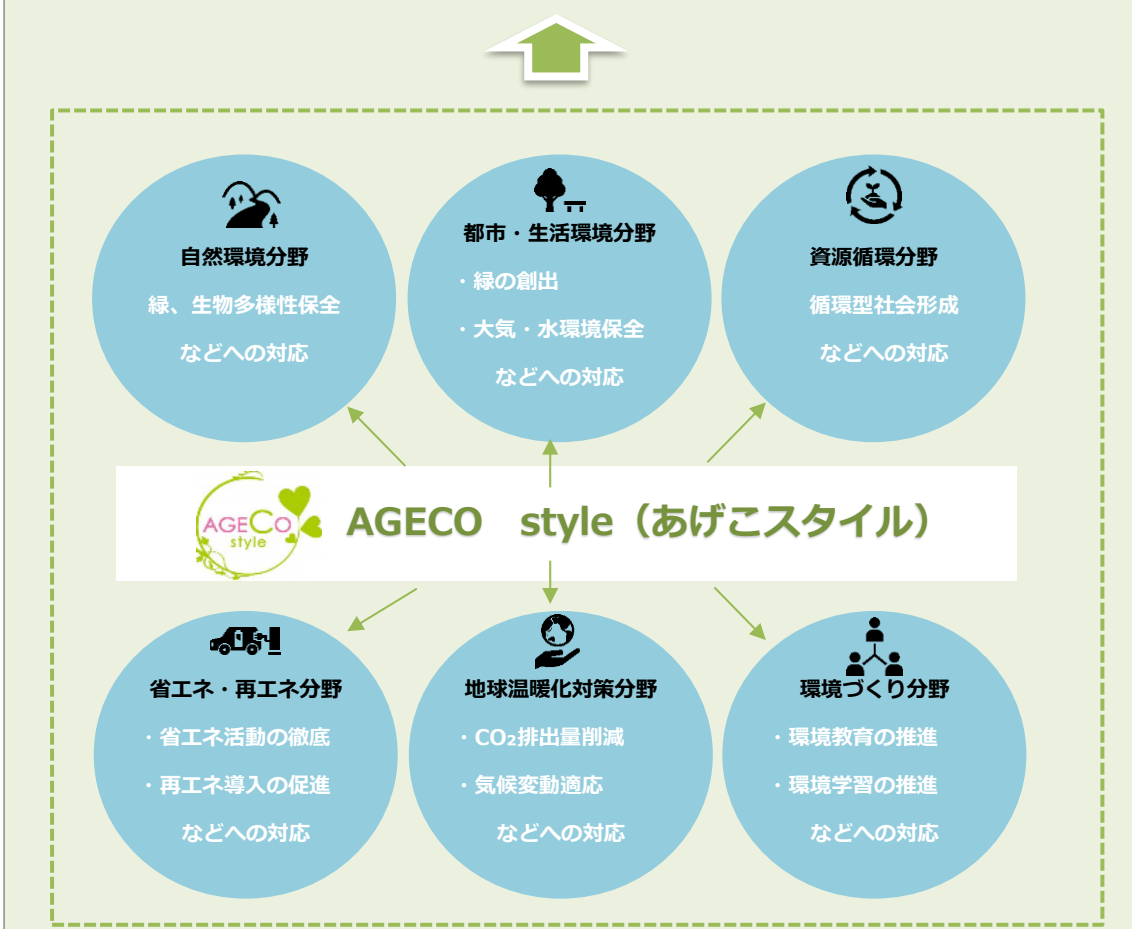 自然環境分野
緑、生物多様性保全
などへの対応
都市・生活環境分野
・緑の創出
・大気・水環境保全
などへの対応
資源循環分野
循環型社会形成
などへの対応
AGECO
style
AGECO　style（あげこスタイル）
省エネ・再エネ分野
・省エネ活動の徹底
・再エネ導入の促進
などへの対応
地球温暖化対策分野
・CO₂排出量削減
・気候変動適応
などへの対応
環境づくり分野
・環境教育の推進
・環境学習の推進
などへの対応